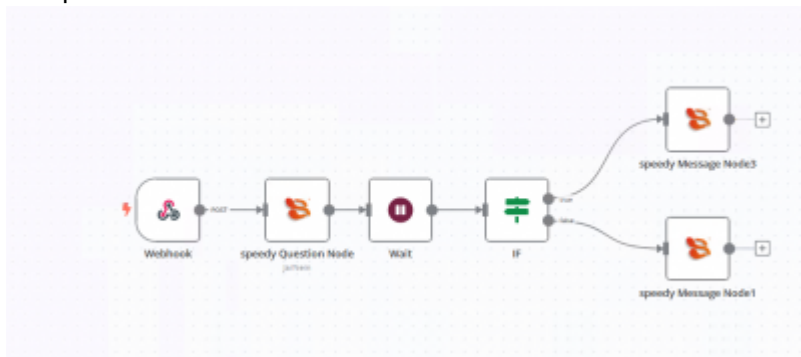 POST
true
false
Webhook
speedy Question Node
Wait
IF
speedy Message Node3
speedy Message Node1